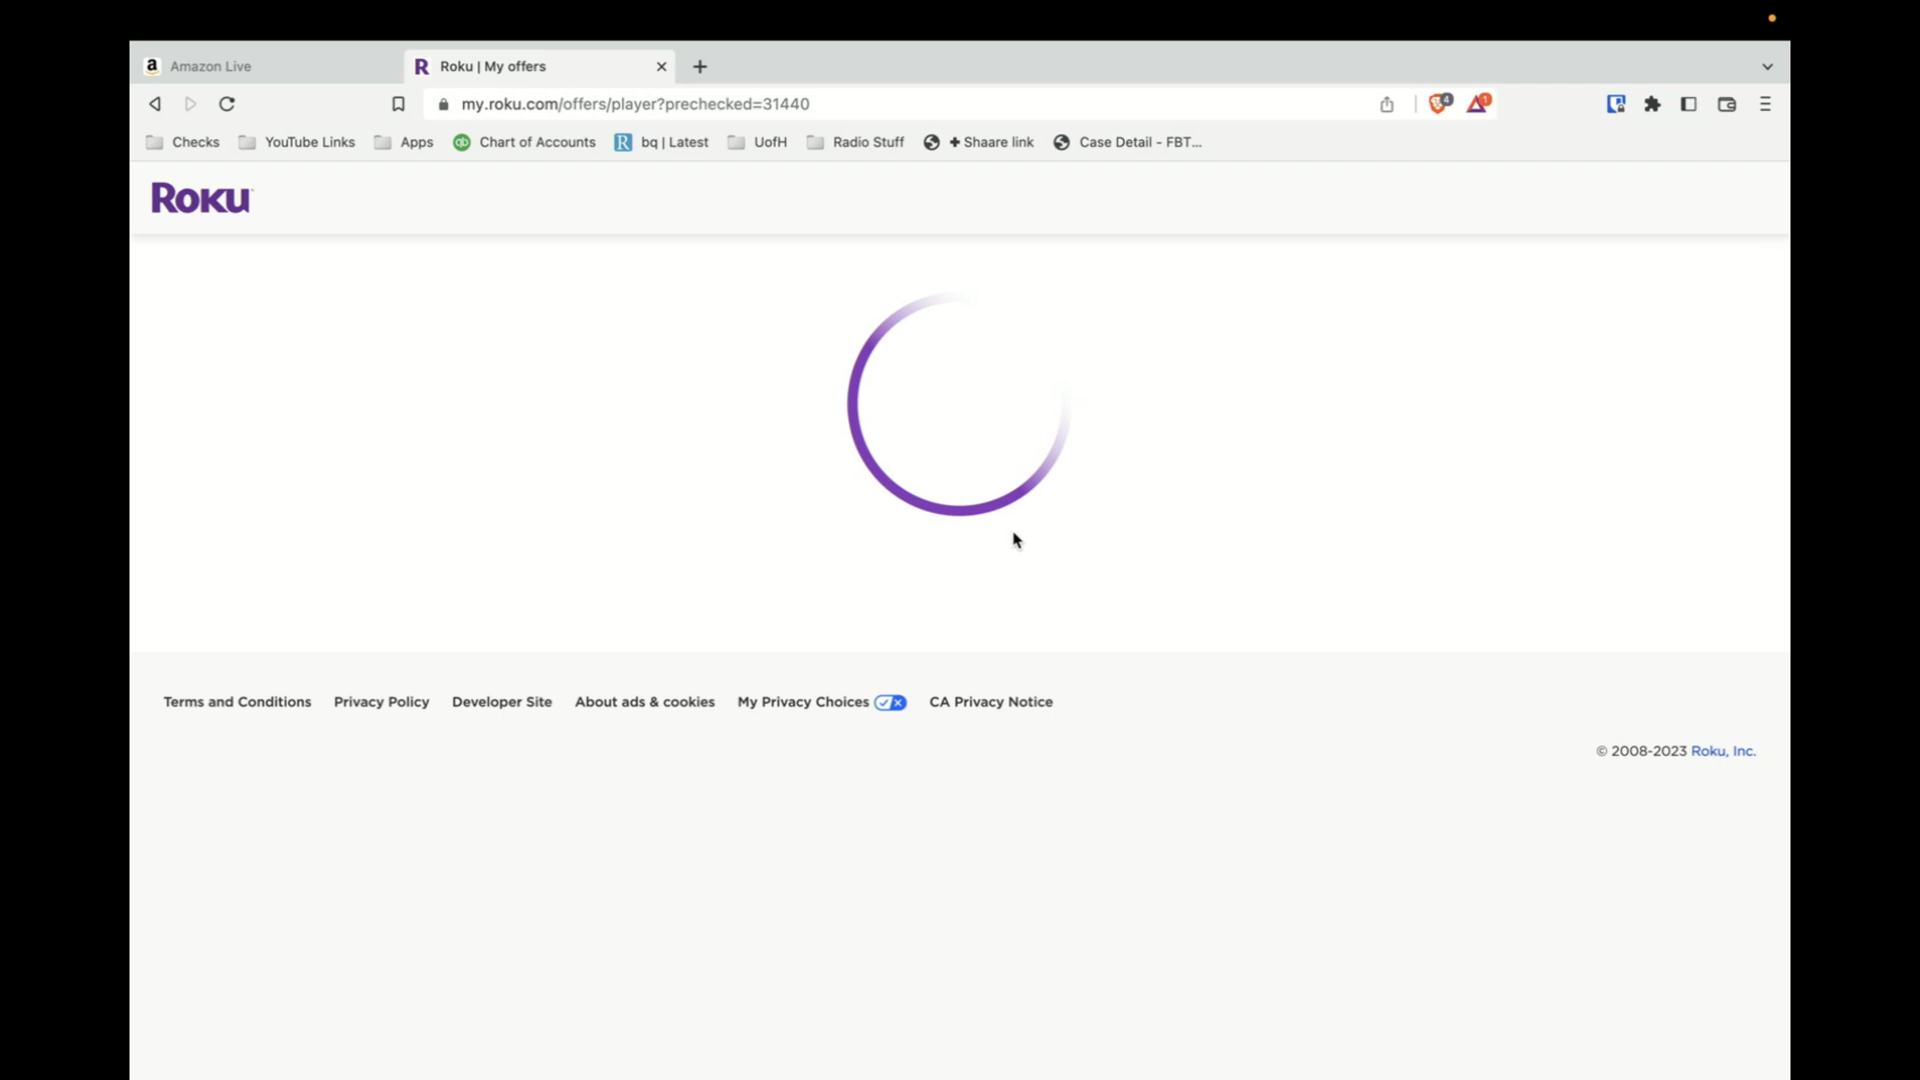 Amazon Live
Roku | My offers
my.roku.com/offers/player?prechecked=31440
4
1
Checks
YouTube Links
Apps
Chart of Accounts
bq | Latest
UofH
Radio Stuff
+ Shaare link
Case Detail - FBT...
Roku
Terms and Conditions
Privacy Policy
Developer Site
About ads & cookies
My Privacy Choices
CA Privacy Notice
© 2008-2023 Roku, Inc.